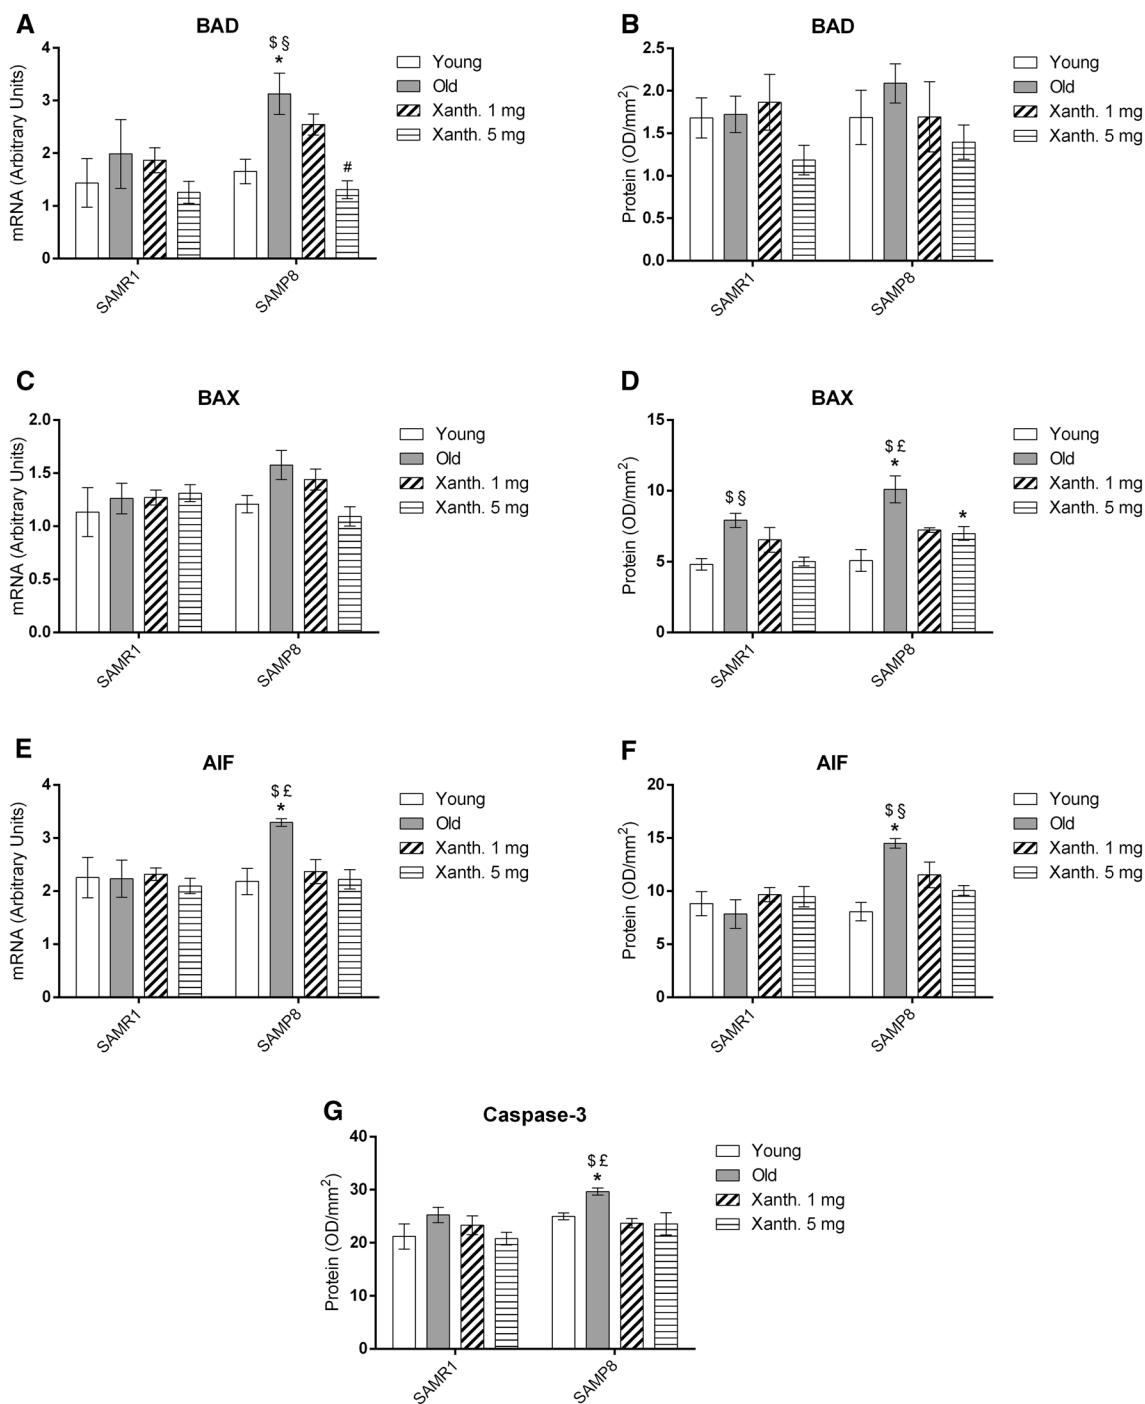 A
BAD
mRNA (Arbitrary Units)
4
3
2
1
0
$ §
*
#
SAMR1
SAMP8
Young
Old
Xanth. 1 mg
Xanth. 5 mg
B
BAD
Protein (OD/mm2)
2.5
2.0
1.5
1.0
0.5
0.0
SAMR1
SAMP8
Young
Old
Xanth. 1 mg
Xanth. 5 mg
C
BAX
mRNA (Arbitrary Units)
2.0
1.5
1.0
0.5
0.0
SAMR1
SAMP8
Young
Old
Xanth. 1 mg
Xanth. 5 mg
D
BAX
Protein (OD/mm2)
15
10
5
0
$ §
$ £
*
*
SAMR1
SAMP8
Young
Old
Xanth. 1 mg
Xanth. 5 mg
E
AIF
mRNA (Arbitrary Units)
4
3
2
1
0
$ £
*
SAMR1
SAMP8
Young
Old
Xanth. 1 mg
Xanth. 5 mg
F
AIF
Protein (OD/mm2)
20
15
10
5
0
$ §
*
SAMR1
SAMP8
Young
Old
Xanth. 1 mg
Xanth. 5 mg
G
Caspase-3
Protein (OD/mm2)
40
30
20
10
0
$ £
*
SAMR1
SAMP8
Young
Old
Xanth. 1 mg
Xanth. 5 mg